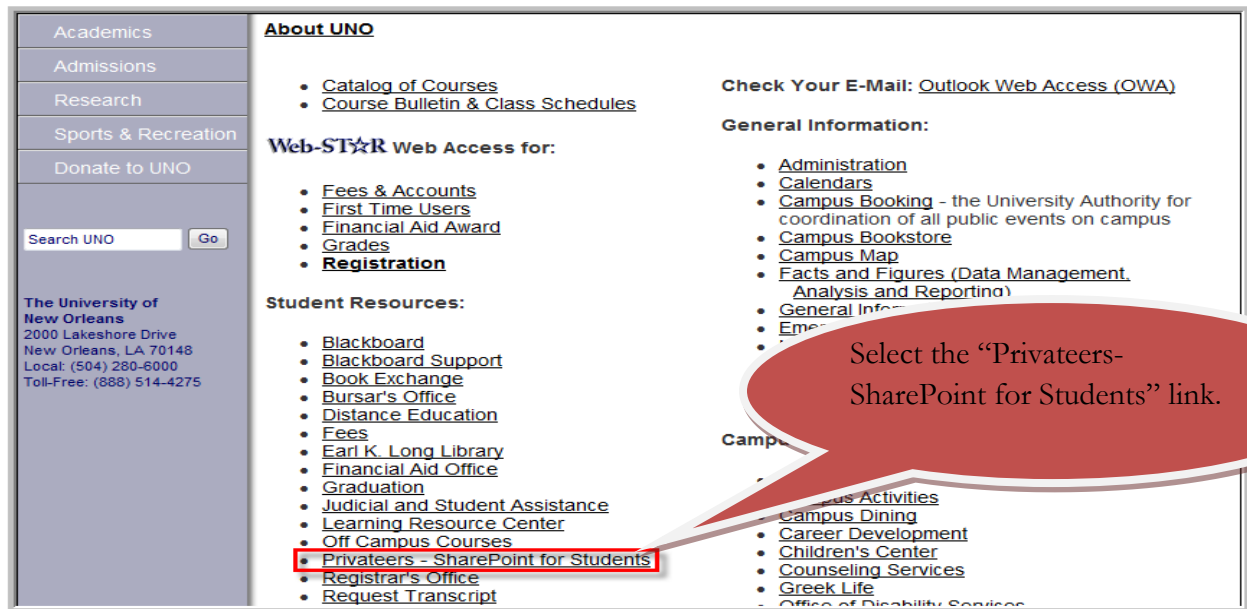 Academics
Admissions
Research
Sports & Recreation
Donate to UNO
Search UNO
Go
The University of
New Orleans
2000 Lakeshore Drive
New Orleans, LA 70148
Local: (504) 280-6000
Toll-Free: (888) 514-4275
About UNO
Catalog of Courses
Course Bulletin & Class Schedules
Web-ST☆R Web Access for:
Fees & Accounts
First Time Users
Financial Aid Award
Grades
Registration
Student Resources:
Blackboard
Blackboard Support
Book Exchange
Bursar's Office
Distance Education
Fees
Earl K. Long Library
Financial Aid Office
Graduation
Judicial and Student Assistance
Learning Resource Center
Off Campus Courses
Privateers - SharePoint for Students
Registrar's Office
Request Transcript
Check Your E-Mail: Outlook Web Access (OWA)
General Information:
Administration
Calendars
Campus Booking - the University Authority for
coordination of all public events on campus
Campus Bookstore
Campus Map
Facts and Figures (Data Management,
Analysis and Reporting)
General
Select the “Privateers-
SharePoint for Students” link.
Activities
Campus Dining
Career Development
Children's Center
Counseling Services
Greek Life
Office of Disability Services